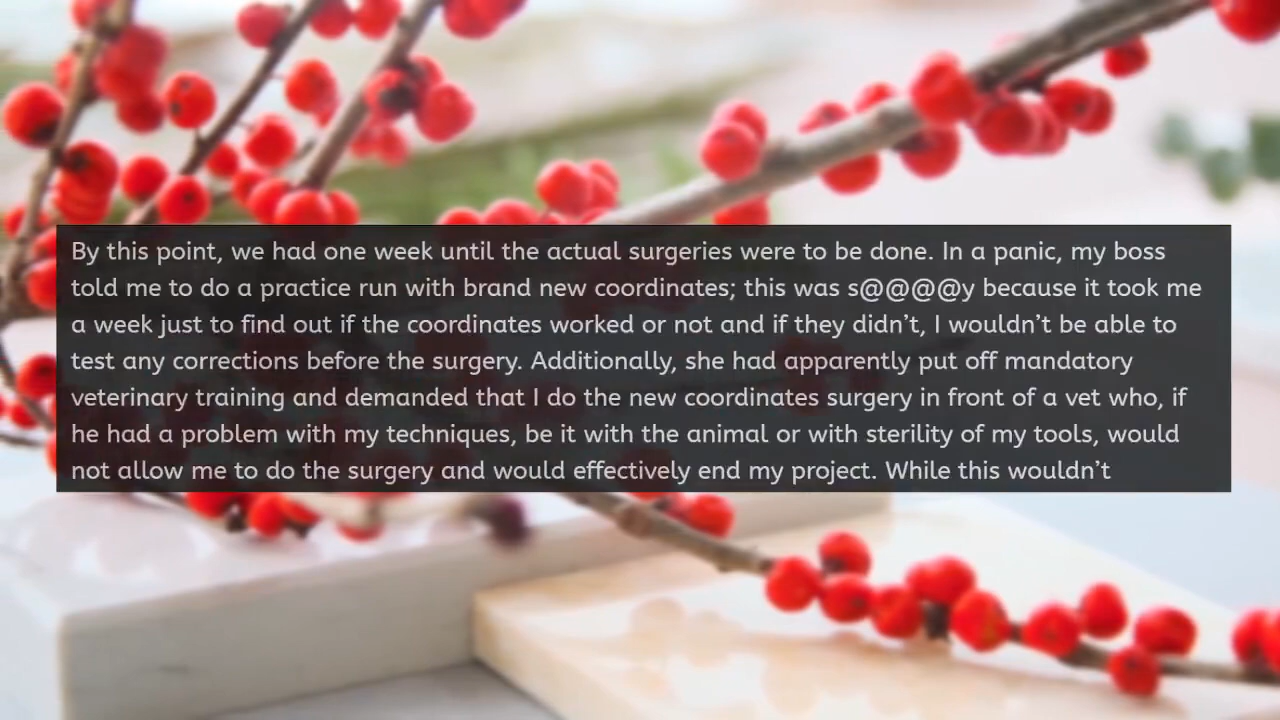 By this point, we had one week until the actual surgeries were to be done. In a panic, my boss
told me to do a practice run with brand new coordinates; this was s@@@@y because it took me
a week just to find out if the coordinates worked or not and if they didn’t, I wouldn’t be able to
test any corrections before the surgery. Additionally, she had apparently put off mandatory
veterinary training and demanded that I do the new coordinates surgery in front of a vet who, if
he had a problem with my techniques, be it with the animal or with sterility of my tools, would
not allow me to do the surgery and would effectively end my project. While this wouldn’t